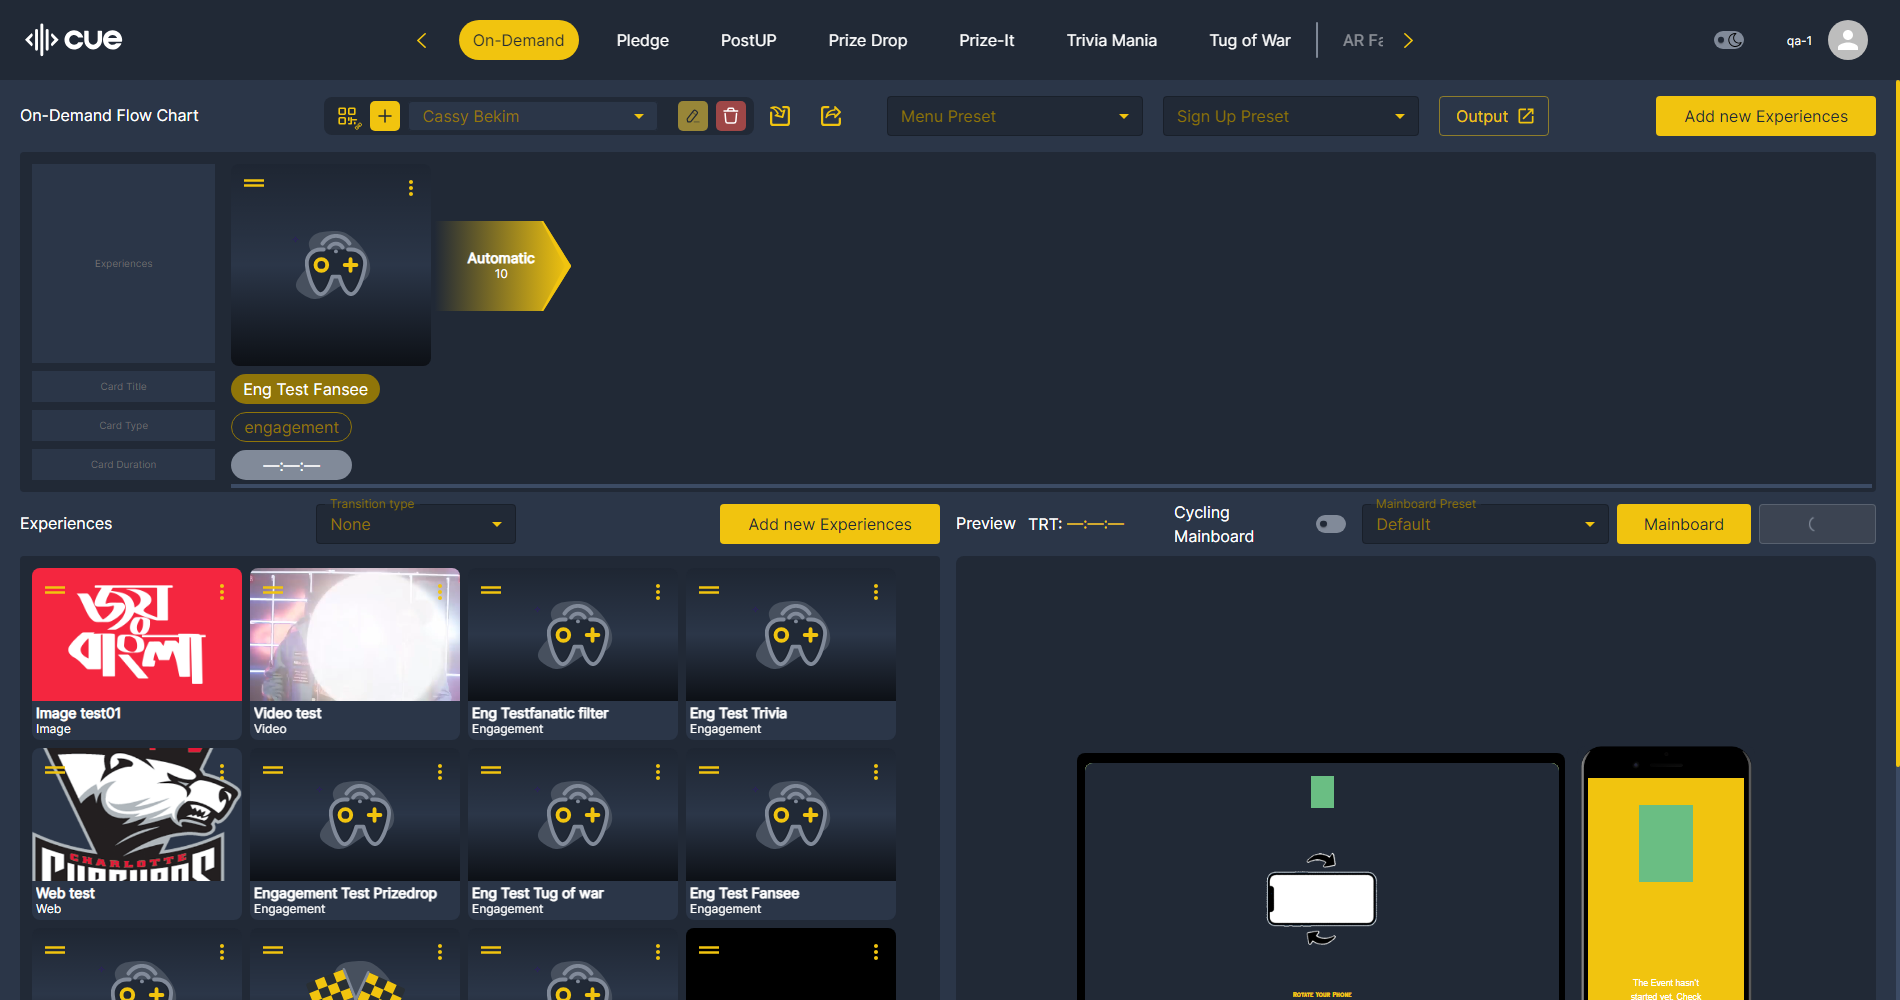 cue
On-Demand
Pledge
PostUP
Prize Drop
Prize-It
Trivia Mania
Tug of War
AR Fa
qa-1
On-Demand Flow Chart
Cassy Bekim
Menu Preset
Sign Up Preset
Output
Add new Experiences
Experiences
Automatic
10
Card Title
Eng Test Fansee
Card Type
engagement
Card Duration
—:—:—
Experiences
Transition type
None
Add new Experiences
Preview
TRT: —:—:—
Cycling
Mainboard
Mainboard Preset
Default
Mainboard
জয়
বাংলা
Image test01
Image
Video test
Video
Eng Testfanatic filter
Engagement
Eng Test Trivia
Engagement
CHARLOTTE
Web test
Web
Engagement Test Prizedrop
Engagement
Eng Test Tug of war
Engagement
Eng Test Fansee
Engagement
Rotate Your Phone
The Event hasn't
started yet. Check